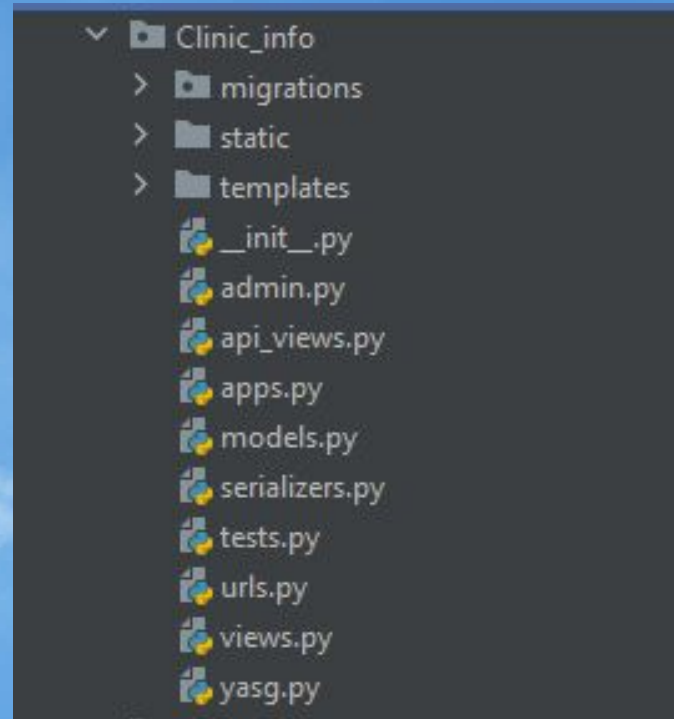 Clinic_info
migrations
static
templates
__init__.py
admin.py
api_views.py
apps.py
models.py
serializers.py
tests.py
urls.py
views.py
yasg.py